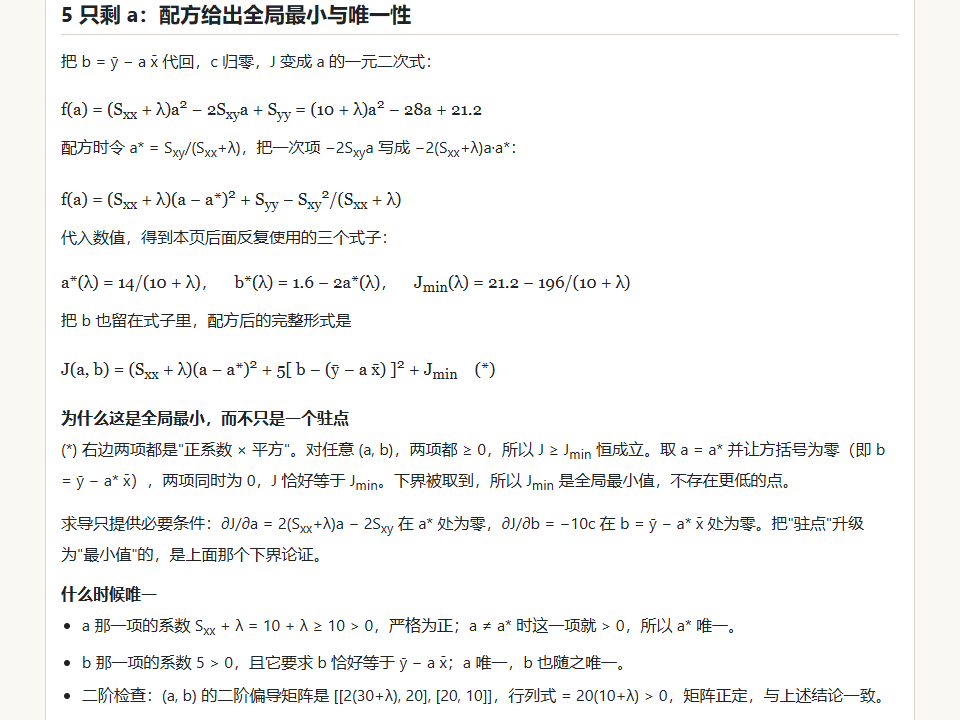 5 只剩 a：配方给出全局最小与唯一性
把 b = ȳ − a x̄ 代回，c 归零，J 变成 a 的一元二次式：
f(a) = (Sxx + λ)a² − 2Sxya + Syy = (10 + λ)a² − 28a + 21.2
配方时令 a* = Sxy/(Sxx+λ)，把一次项 −2Sxya 写成 −2(Sxx+λ)a·a*：
f(a) = (Sxx + λ)(a − a*)² + Syy − Sxy²/(Sxx + λ)
代入数值，得到本页后面反复使用的三个式子：
a*(λ) = 14/(10 + λ)， b*(λ) = 1.6 − 2a*(λ)， Jmin(λ) = 21.2 − 196/(10 + λ)
把 b 也留在式子里，配方后的完整形式是
J(a, b) = (Sxx + λ)(a − a*)² + 5[ b − (ȳ − a x̄) ]² + Jmin (*)
为什么这是全局最小，而不只是一个驻点
(*) 右边两项都是"正系数 × 平方"。对任意 (a, b)，两项都 ≥ 0，所以 J ≥ Jmin 恒成立。取 a = a* 并让方括号为零（即 b
= ȳ − a* x̄），两项同时为 0，J 恰好等于 Jmin。下界被取到，所以 Jmin 是全局最小值，不存在更低的点。
求导只提供必要条件：∂J/∂a = 2(Sxx+λ)a − 2Sxy 在 a* 处为零，∂J/∂b = −10c 在 b = ȳ − a* x̄ 处为零。把"驻点"升级
为"最小值"的，是上面那个下界论证。
什么时候唯一
• a 那一项的系数 Sxx + λ = 10 + λ ≥ 10 > 0，严格为正；a ≠ a* 时这一项就 > 0，所以 a* 唯一。
• b 那一项的系数 5 > 0，且它要求 b 恰好等于 ȳ − a x̄；a 唯一，b 也随之唯一。
• 二阶检查：(a, b) 的二阶偏导矩阵是 [[2(30+λ), 20], [20, 10]]，行列式 = 20(10+λ) > 0，矩阵正定，与上述结论一致。